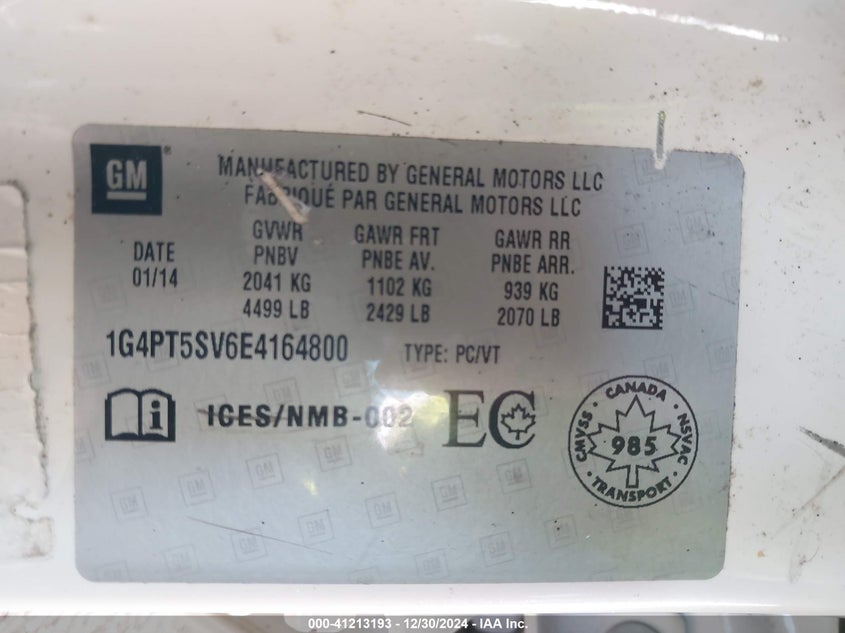 GM®
MANUFACTURED BY GENERAL MOTORS LLC
FABRIQUÉ PAR GENERAL MOTORS LLC
DATE
01/14
GVWR
PNBV
2041 KG
4499 LB
GAWR FRT
PNBE AV.
1102 KG
2429 LB
GAWR RR
PNBE ARR.
939 KG
2070 LB
1G4PT5SV6E4164800 TYPE: PC/VT
i ICES/NMB-002 EC
CANADA
CMVSS 985 NSVAC
TRANSPORT
000-41213193 - 12/30/2024 - IAA Inc.